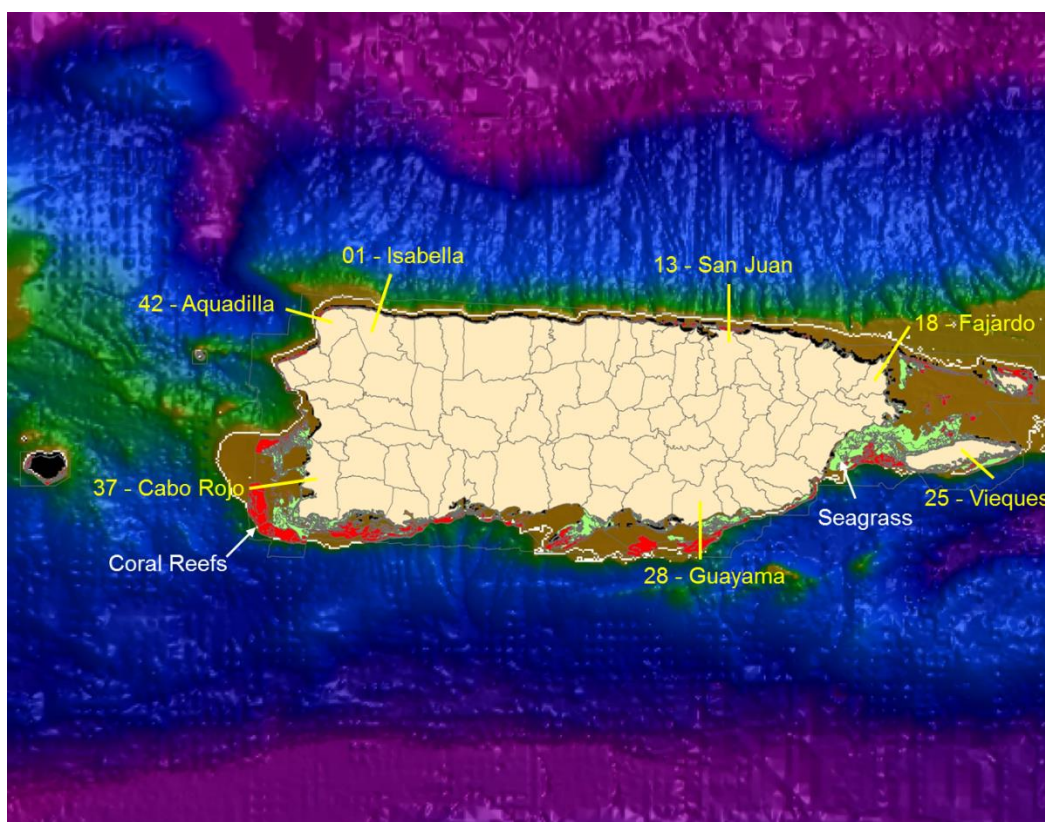 01 - Isabella
13 - San Juan
42 - Aquadilla
18 - Fajardo
37 - Cabo Rojo
25 - Vieques
Seagrass
Coral Reefs
28 - Guayama